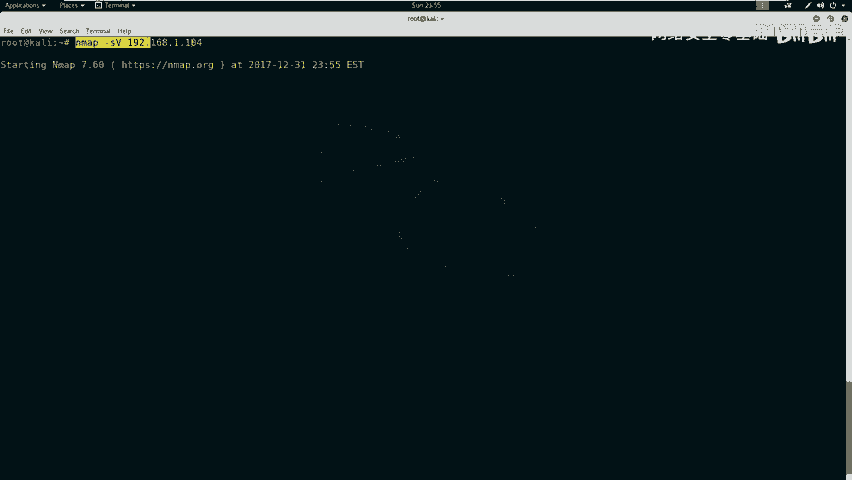 Applications Places Terminal Sun 23:55
root@kali: ~
File Edit View Search Terminal Help
root@kali:~# nmap -sV 192.168.1.104
Starting Nmap 7.60 ( https://nmap.org ) at 2017-12-31 23:55 EST